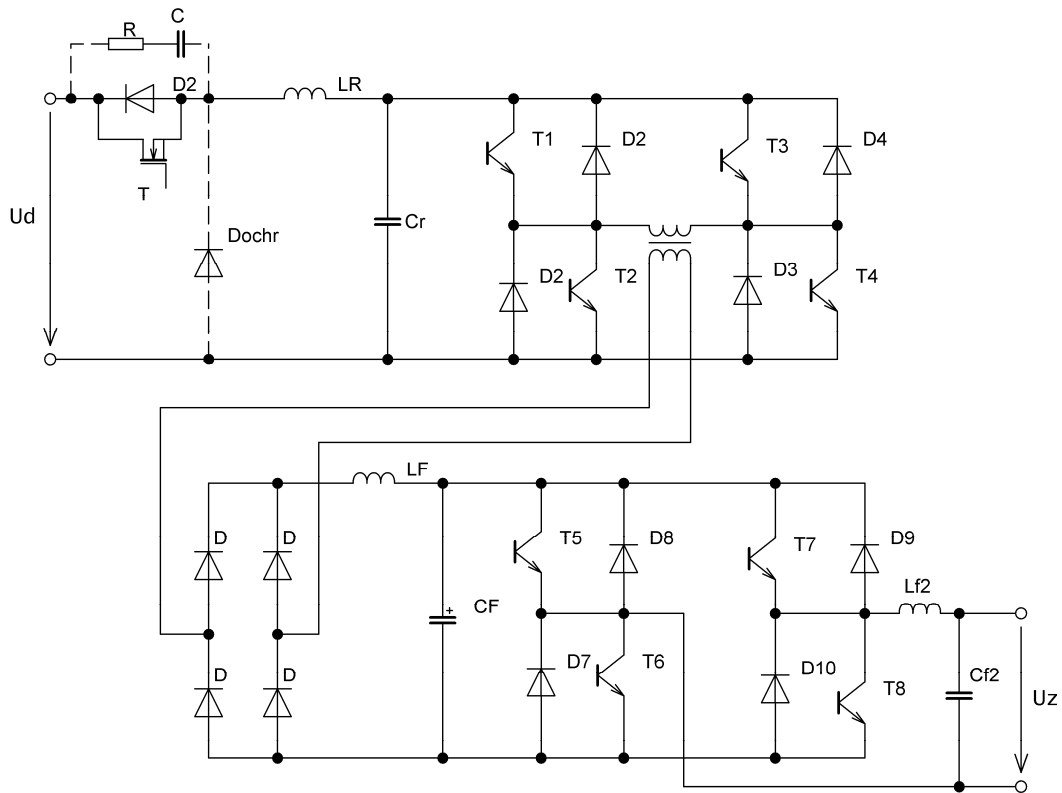 R
C
D2
LR
T
Ud
Dochr
Cr
T1
D2
T3
D4
D2
T2
D3
T4
LF
D
D
D
D
CF
+
T5
D8
T7
D9
D7
T6
D10
T8
Lf2
Cf2
Uz